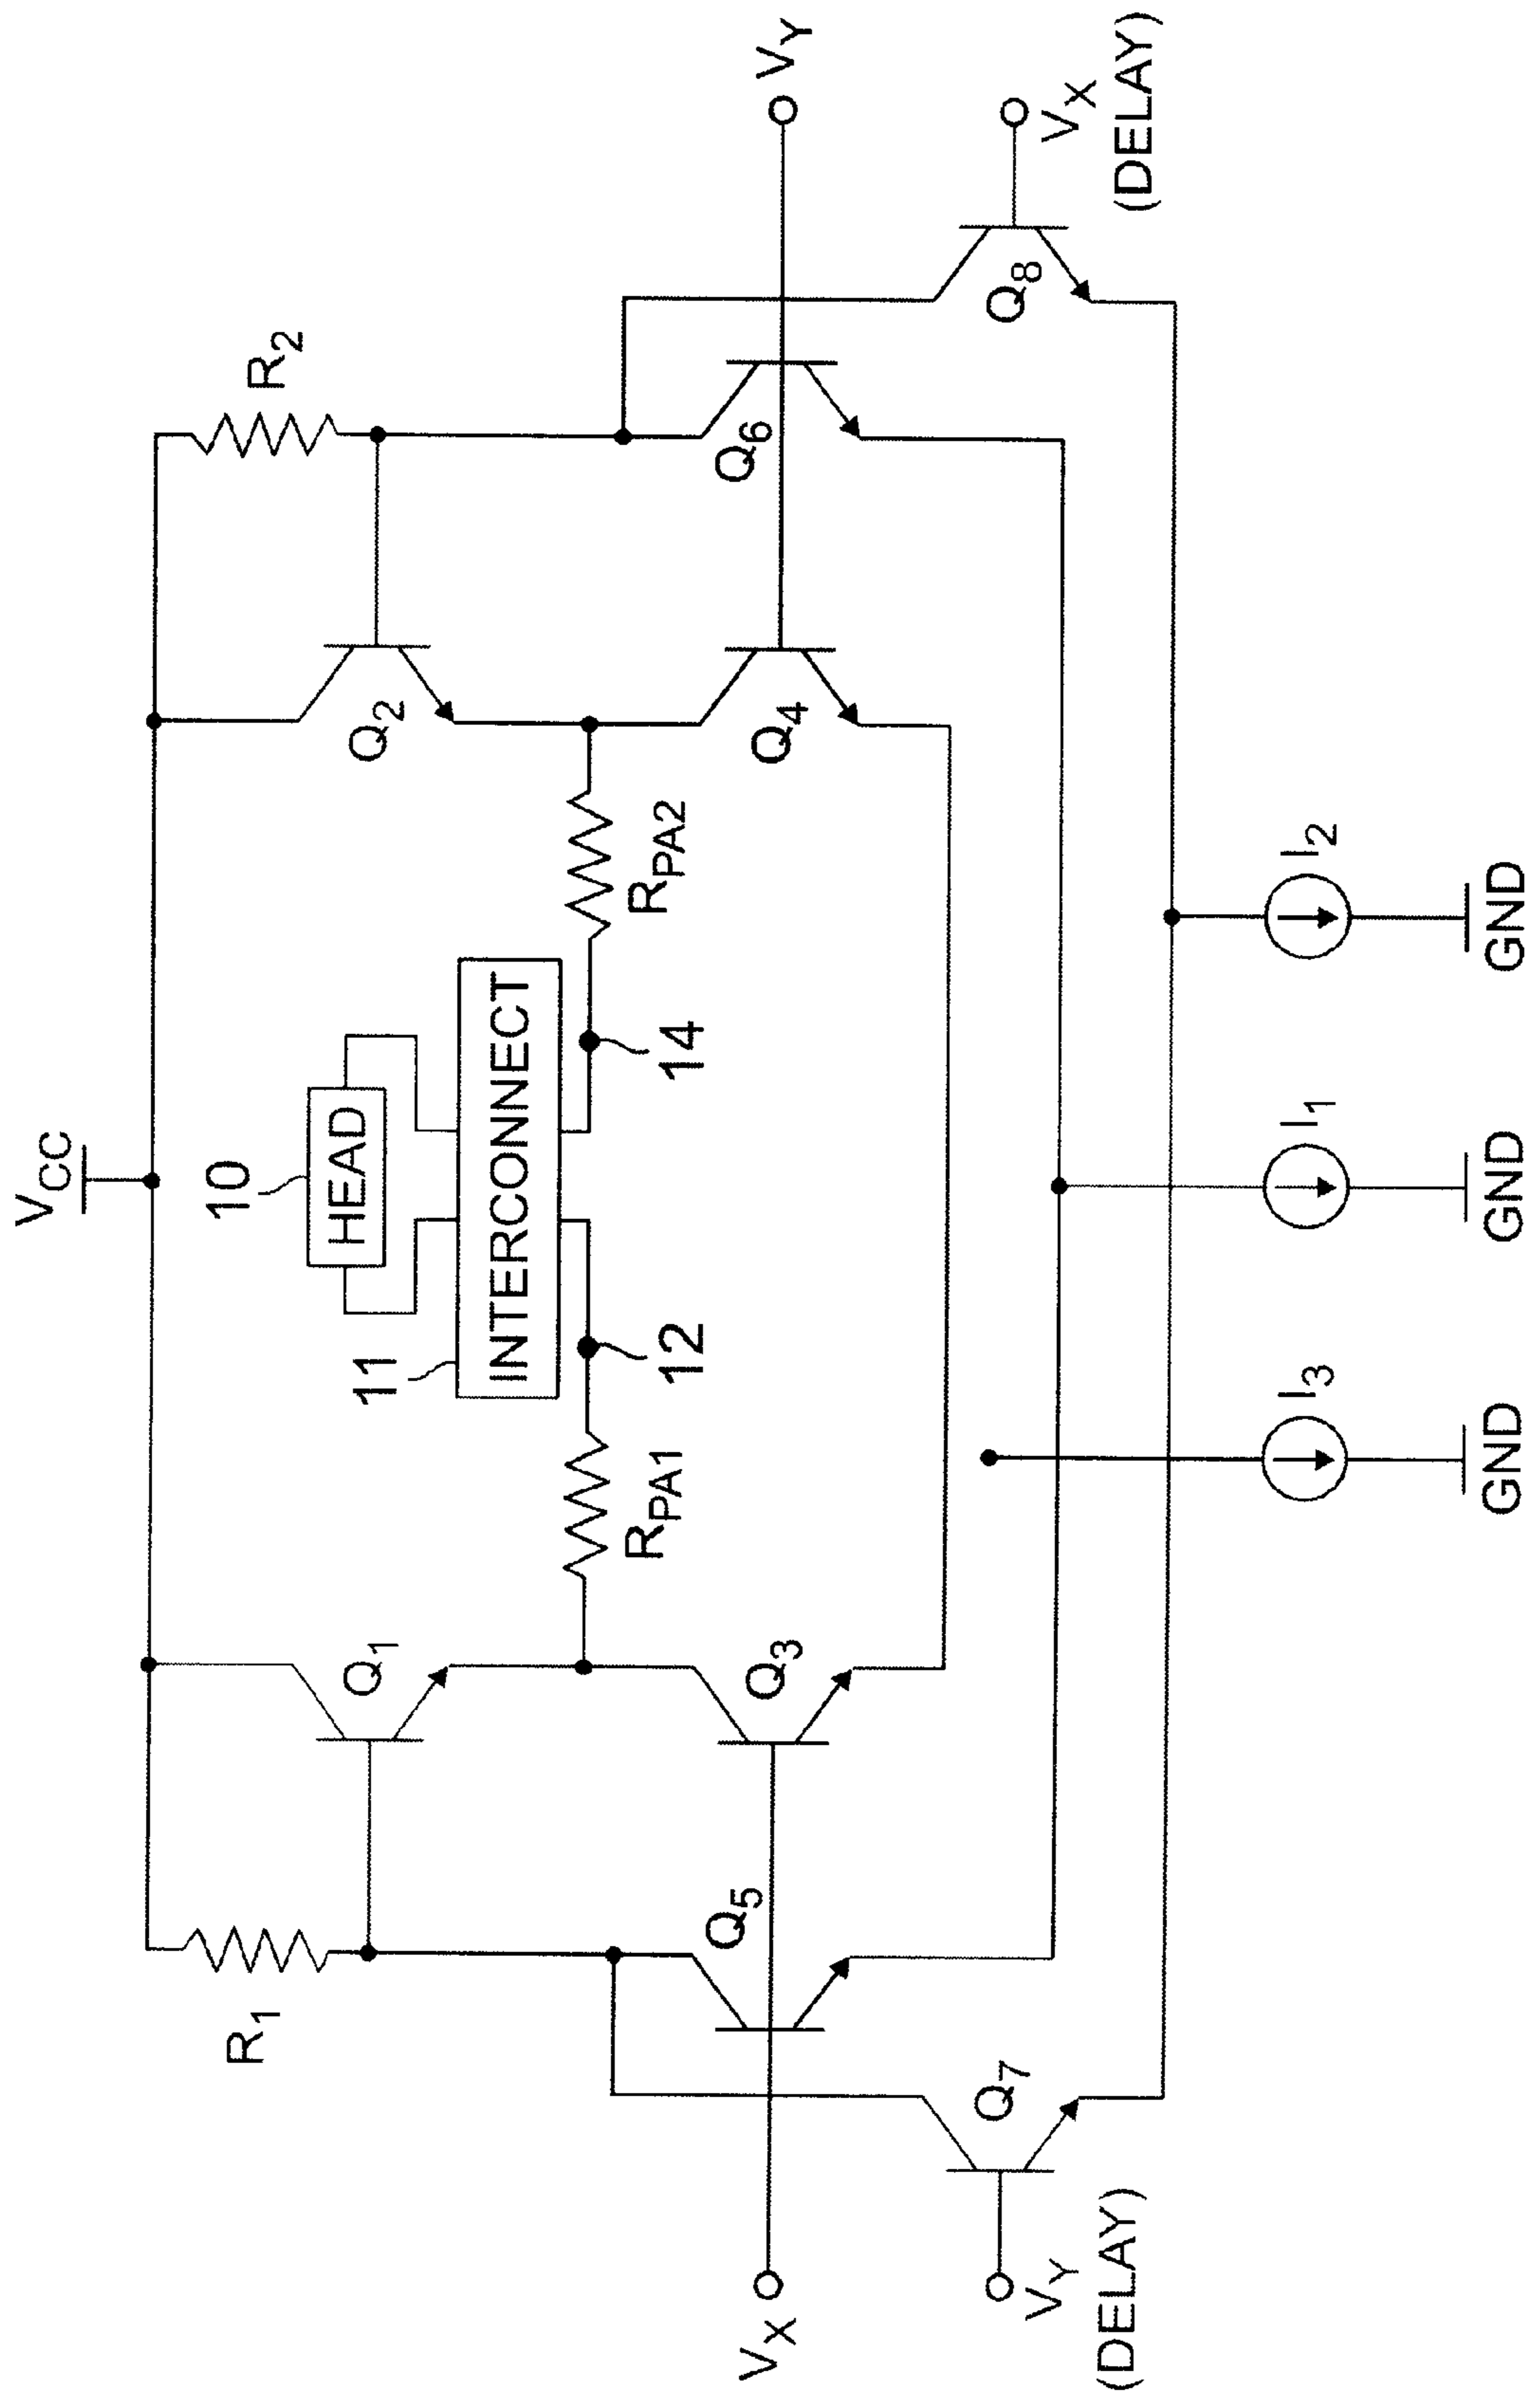 V_CC
R_1
R_2
10
HEAD
11
INTERCONNECT
Q_1
Q_2
R_PA1
12
14
R_PA2
V_X
Q_5
Q_3
Q_4
Q_6
V_Y
V_Y
(DELAY)
Q_7
Q_8
V_X
(DELAY)
I_3
I_1
I_2
GND
GND
GND